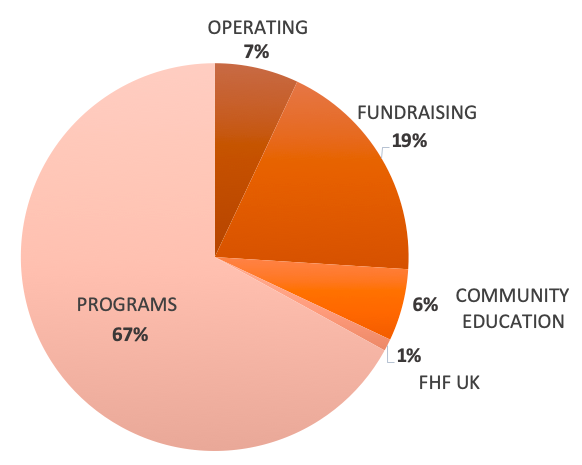 OPERATING
7%
FUNDRAISING
19%
6%
COMMUNITY
EDUCATION
1%
FHF UK
PROGRAMS
67%